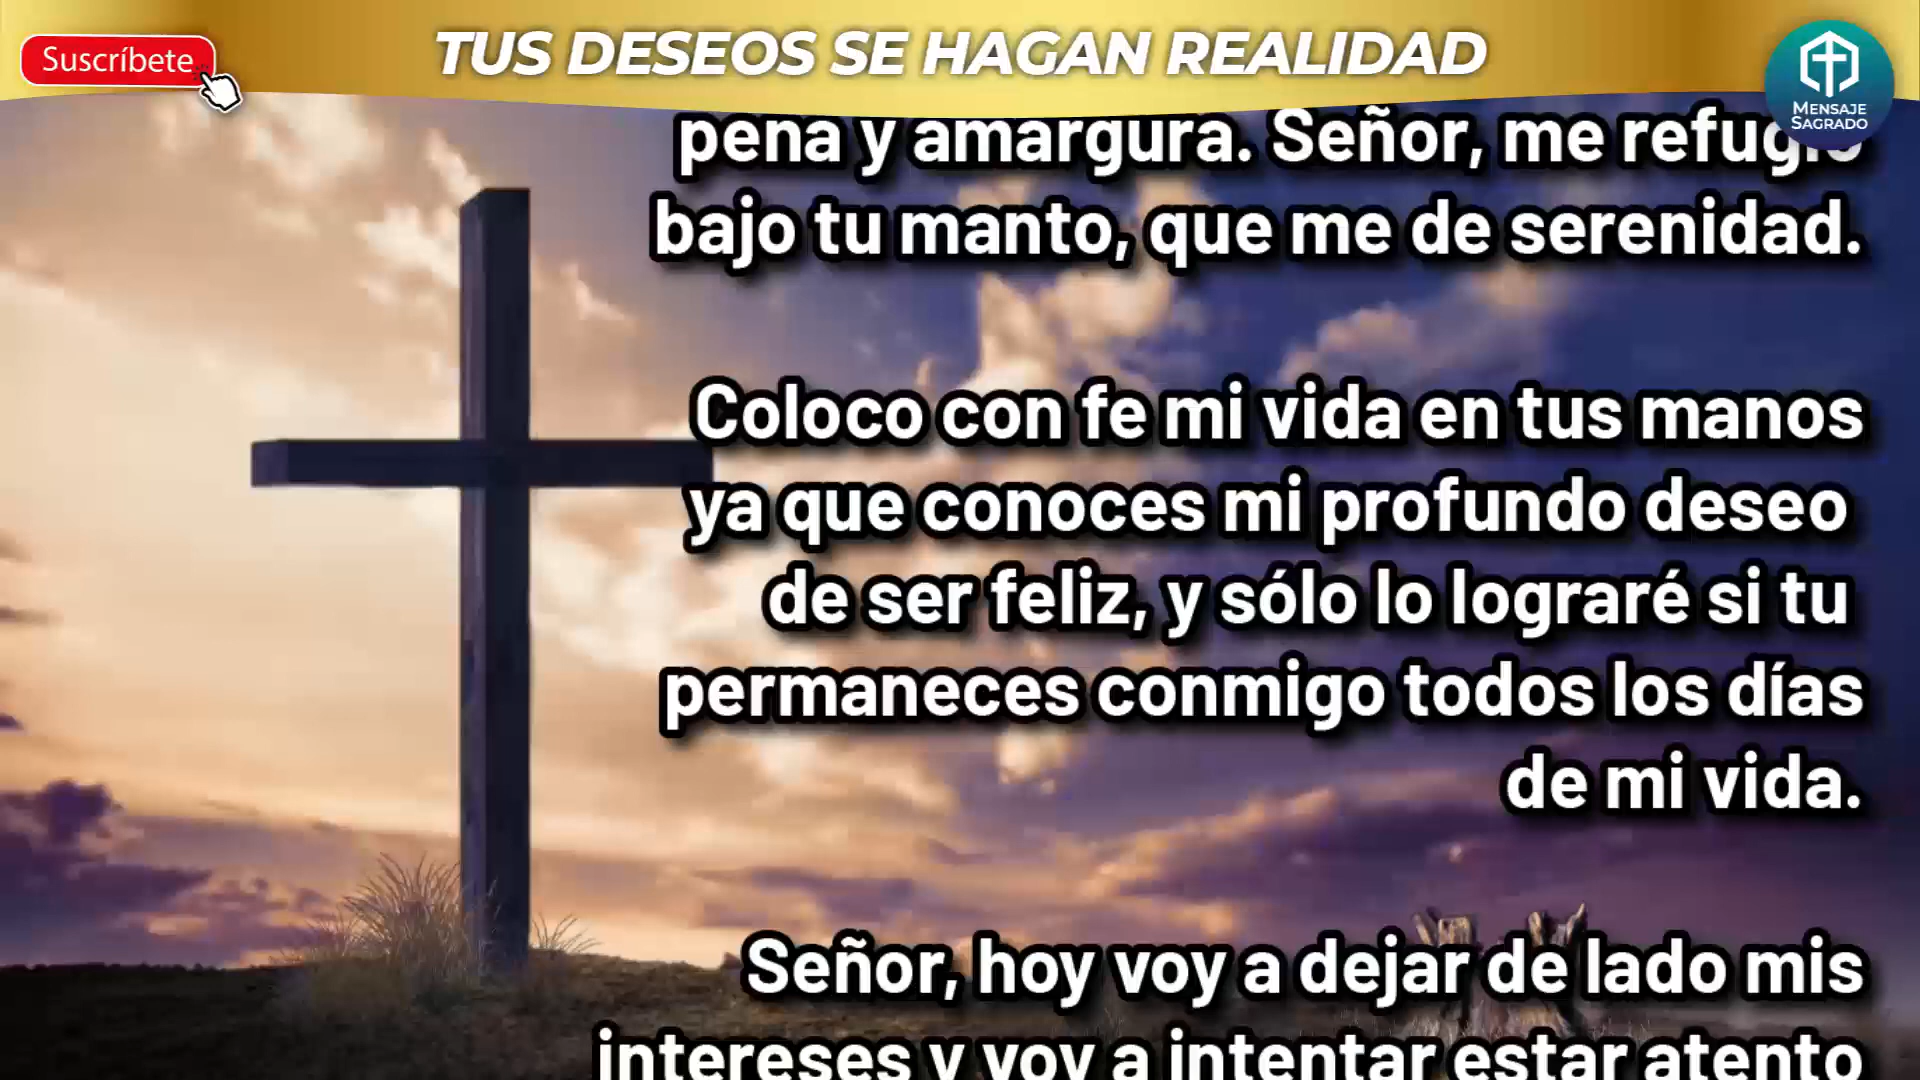 Suscríbete
TUS DESEOS SE HAGAN REALIDAD
MENSAJE
SAGRADO
pena y amargura. Señor, me refugio
bajo tu manto, que me de serenidad.
Coloco con fe mi vida en tus manos
ya que conoces mi profundo deseo
de ser feliz, y sólo lo lograré si tu
permaneces conmigo todos los días
de mi vida.
Señor, hoy voy a dejar de lado mis
intereses y voy a intentar estar atento